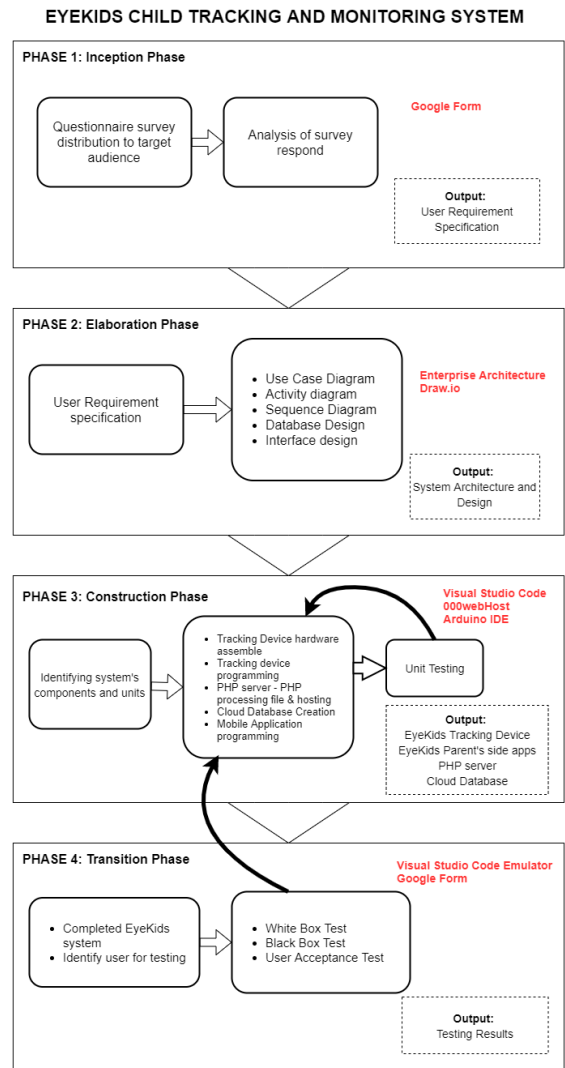 EYEKIDS CHILD TRACKING AND MONITORING SYSTEM
PHASE 1: Inception Phase
Google Form
Questionnaire survey
distribution to target
audience
Analysis of survey
respond
Output:
User Requirement
Specification
PHASE 2: Elaboration Phase
Enterprise Architecture
Draw.io
User Requirement
specification
• Use Case Diagram
• Activity diagram
• Sequence Diagram
• Database Design
• Interface design
Output:
System Architecture and
Design
PHASE 3: Construction Phase
Visual Studio Code
000webHost
Arduino IDE
Identifying system's
components and units
• Tracking Device hardware
assemble
• Tracking device
programming
• PHP server - PHP
processing file & hosting
• Cloud Database Creation
• Mobile Application
programming
Unit Testing
Output:
EyeKids Tracking Device
EyeKids Parent's side apps
PHP server
Cloud Database
PHASE 4: Transition Phase
Visual Studio Code Emulator
Google Form
• Completed EyeKids
system
• Identify user for testing
• White Box Test
• Black Box Test
• User Acceptance Test
Output:
Testing Results